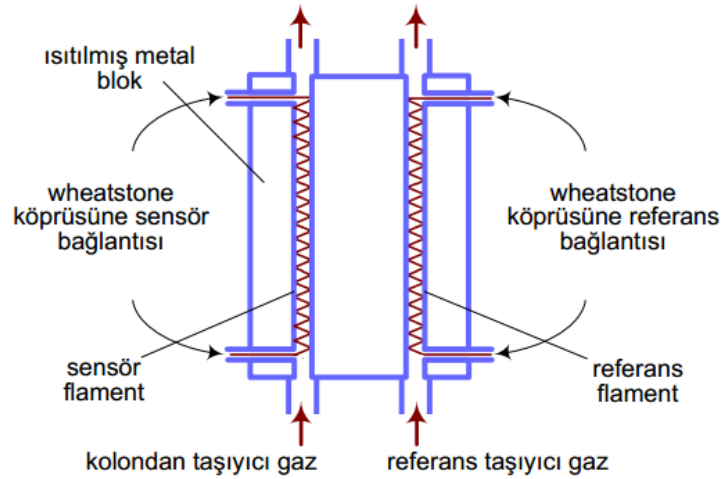 ısıtılmış metal
blok
wheatstone
köprüsüne sensör
bağlantısı
wheatstone
köprüsüne referans
bağlantısı
sensör
flament
referans
flament
kolondan taşıyıcı gaz
referans taşıyıcı gaz